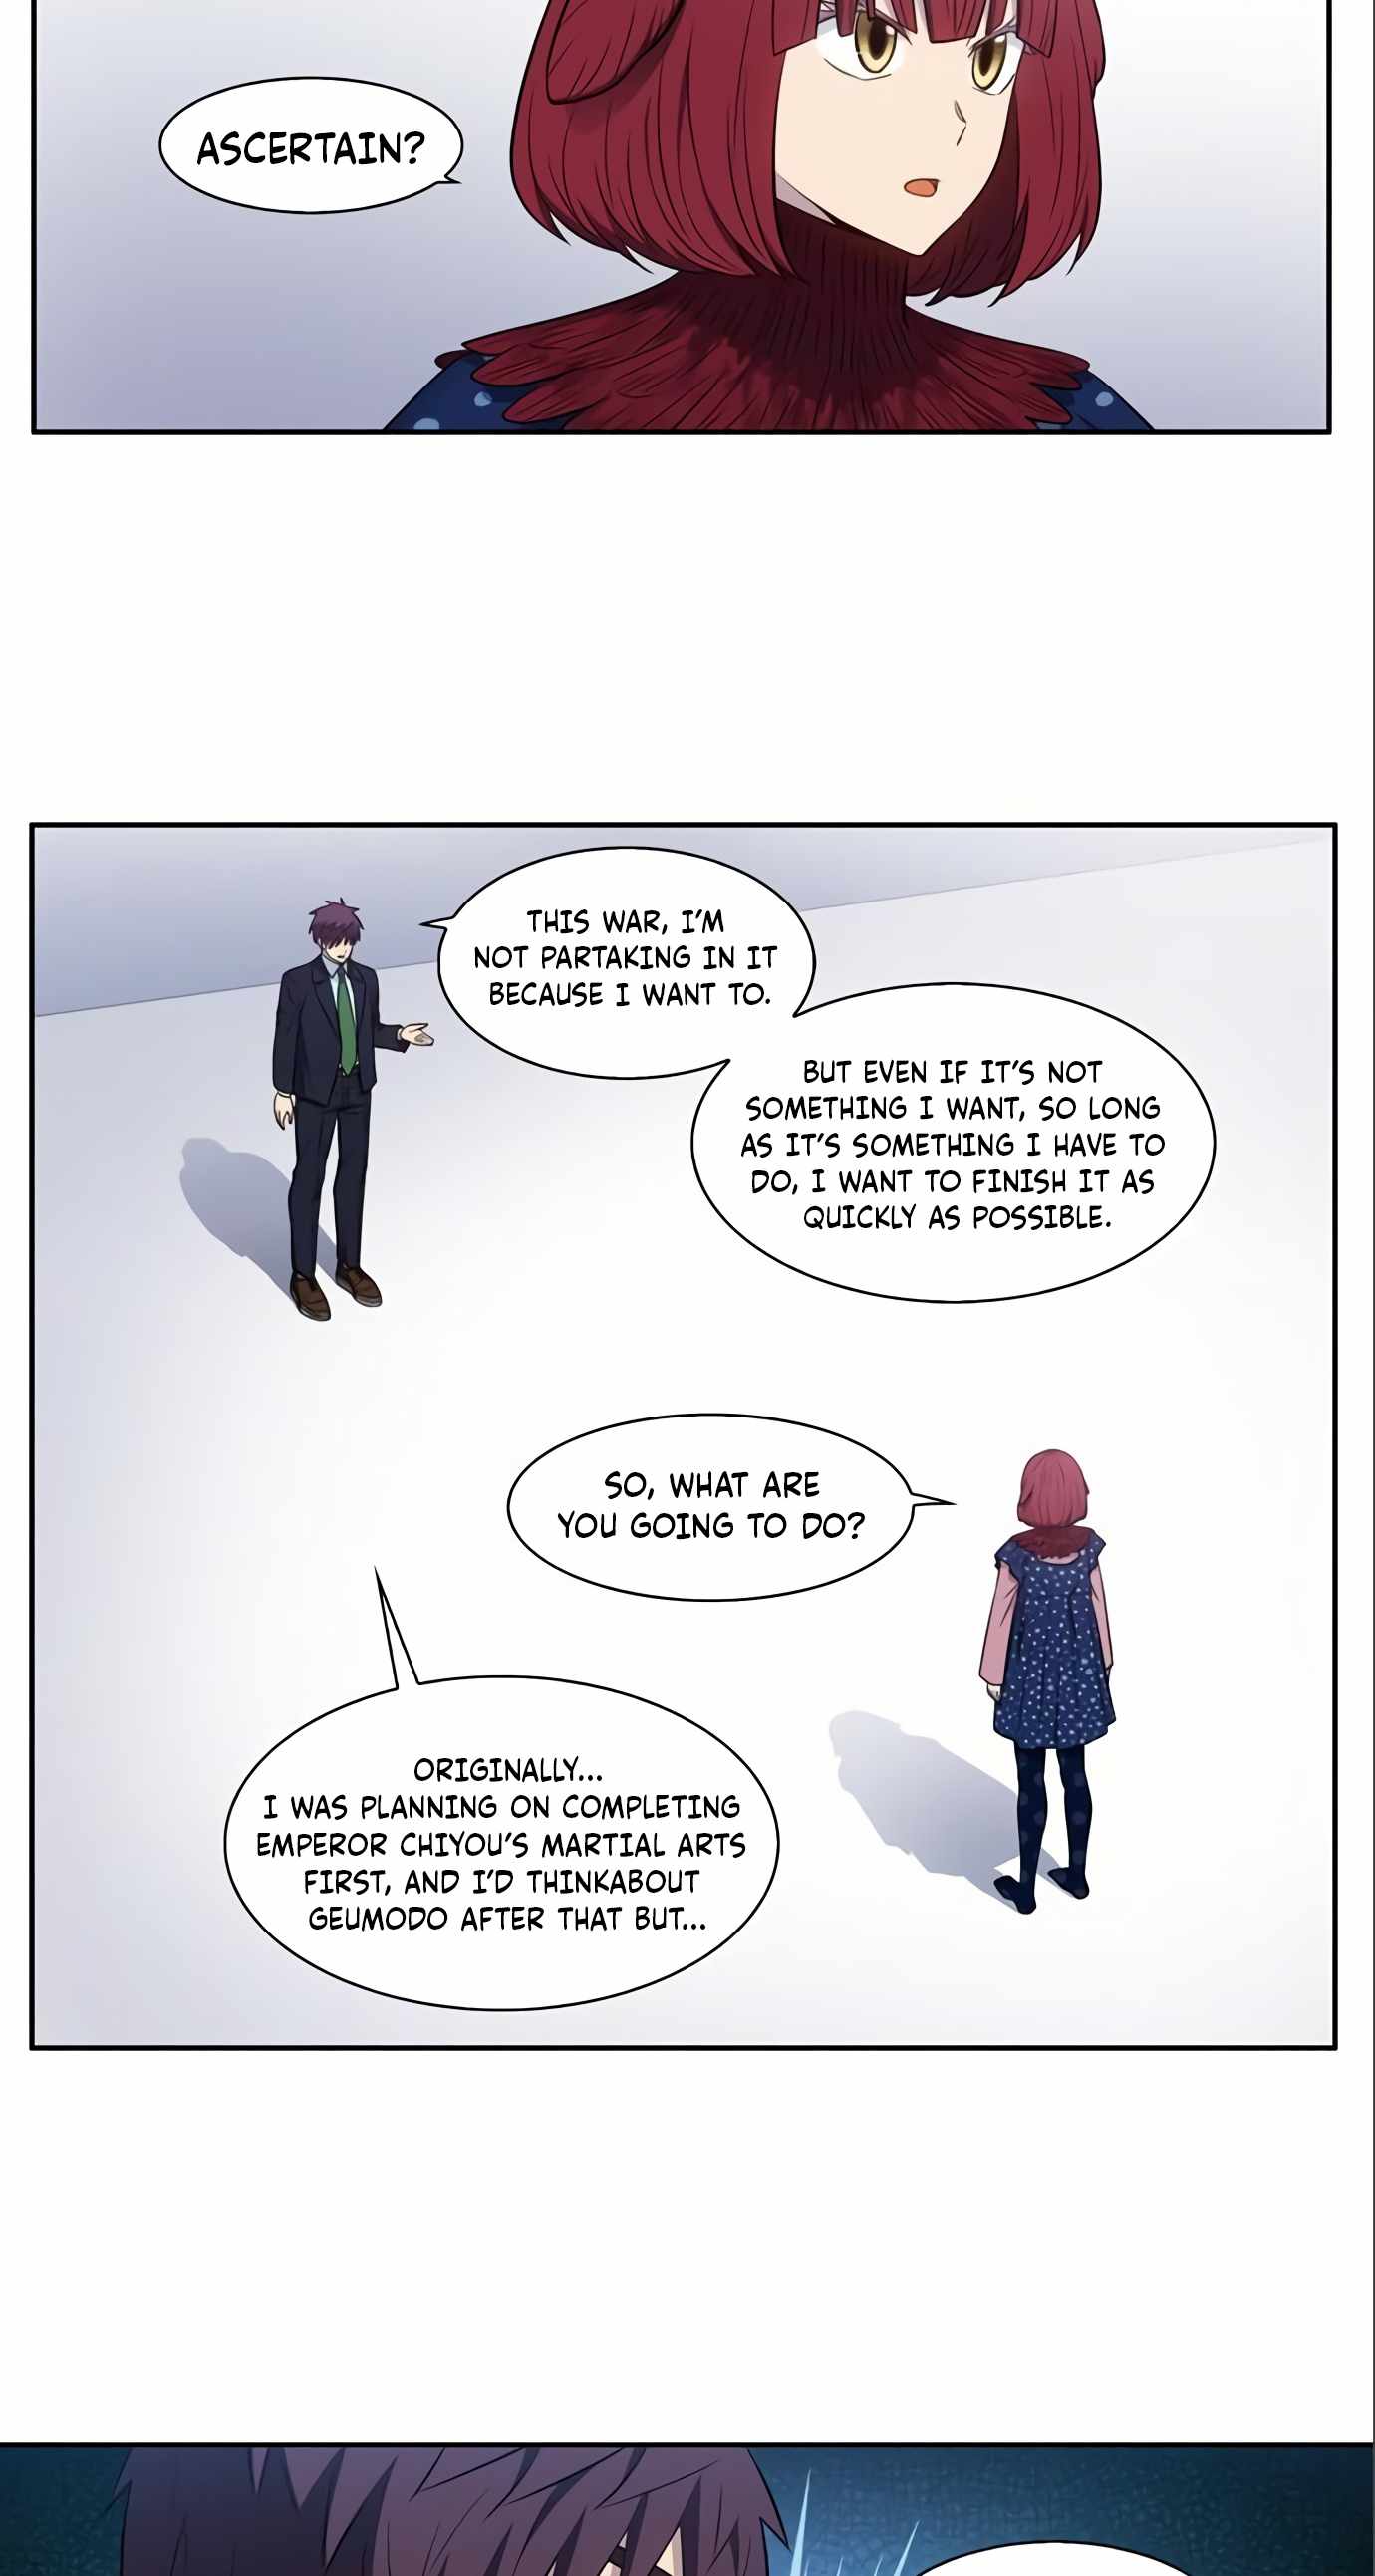 ASCERTAIN?
THIS WAR, I'M
NOT PARTAKING IN IT
BECAUSE I WANT TO.
BUT EVEN IF IT'S NOT
SOMETHING I WANT, SO LONG
AS IT'S SOMETHING I HAVE TO
DO, I WANT TO FINISH IT AS
QUICKLY AS POSSIBLE.
SO, WHAT ARE
YOU GOING TO DO?
ORIGINALLY...
I WAS PLANNING ON COMPLETING
EMPEROR CHIYOU'S MARTIAL ARTS
FIRST, AND I'D THINKABOUT
GEUMODO AFTER THAT BUT...